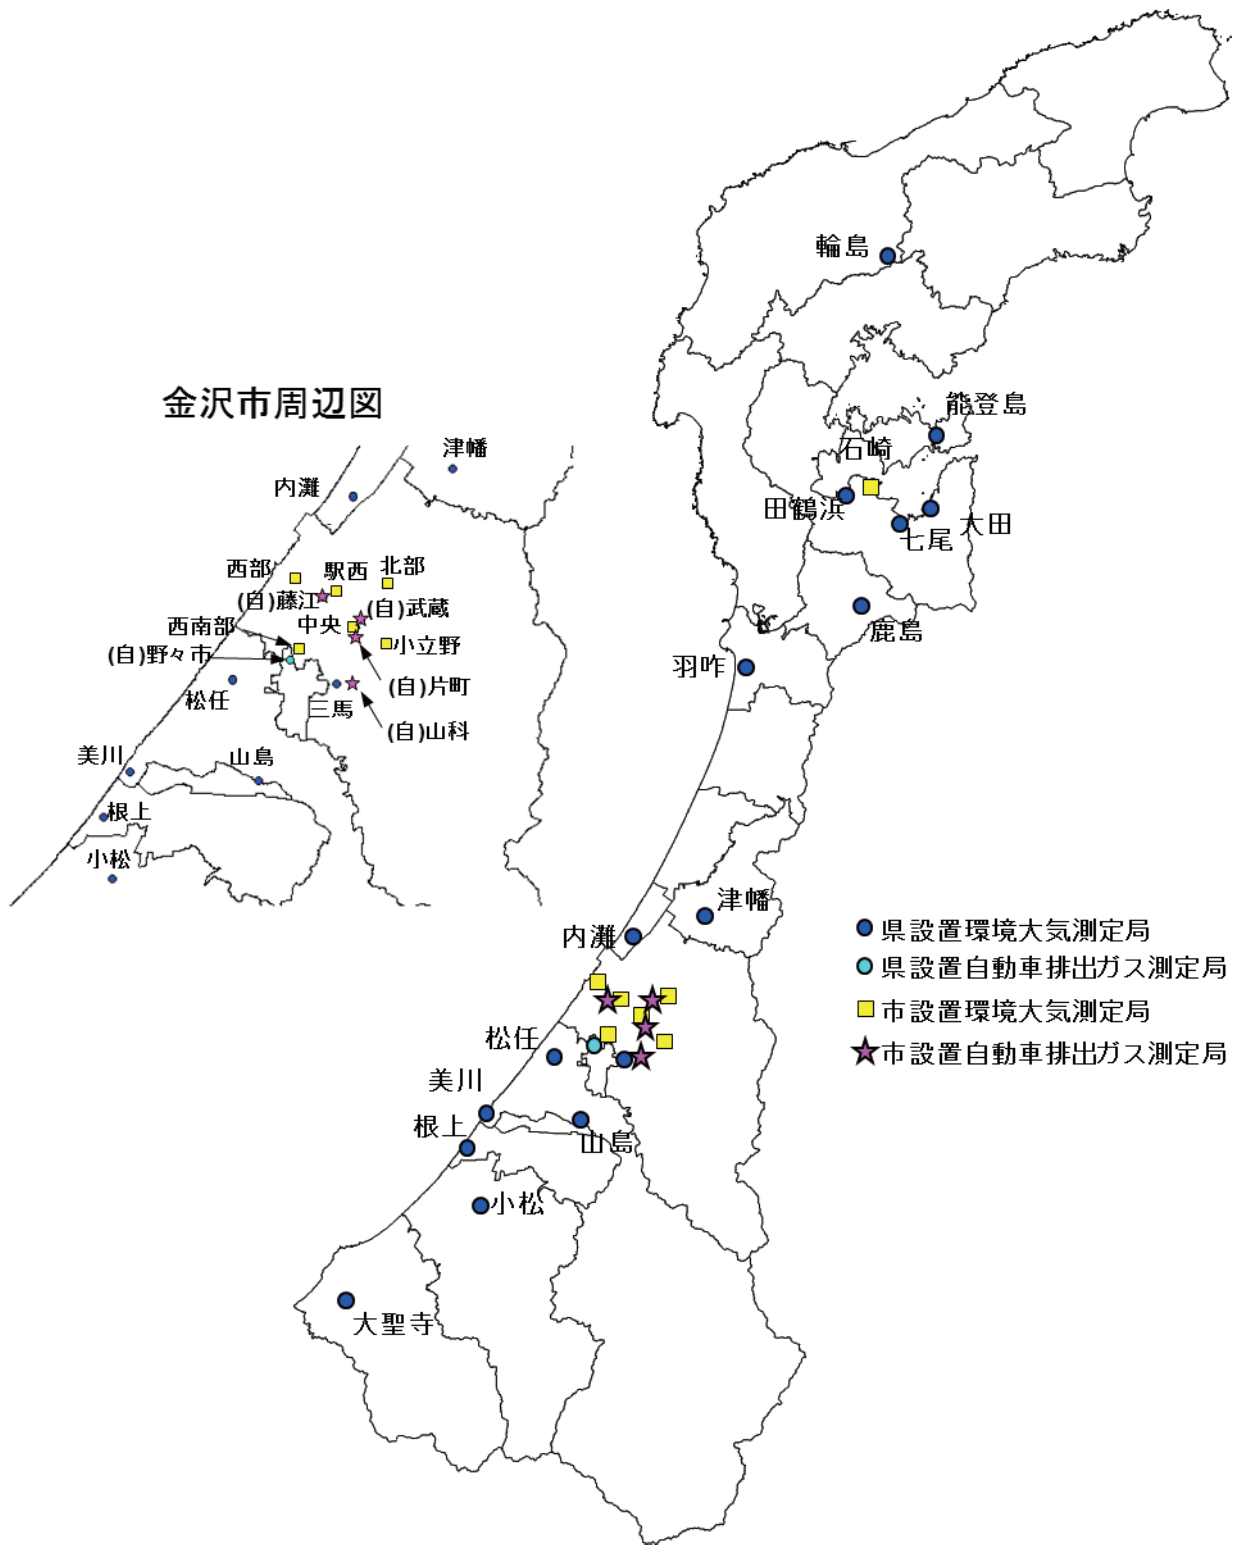 輪島
能登島
石崎
田鶴浜
大田
七尾
鹿島
羽咋
金沢市周辺図
津幡
内灘
西部
駅西
北部
(自)藤江
(自)武蔵
西南部
中央
小立野
(自)野々市
(自)片町
松任
三馬
(自)山科
美川
山島
根上
小松
津幡
内灘
松任
美川
根上
山島
小松
大聖寺
県設置環境大気測定局
県設置自動車排出ガス測定局
市設置環境大気測定局
市設置自動車排出ガス測定局